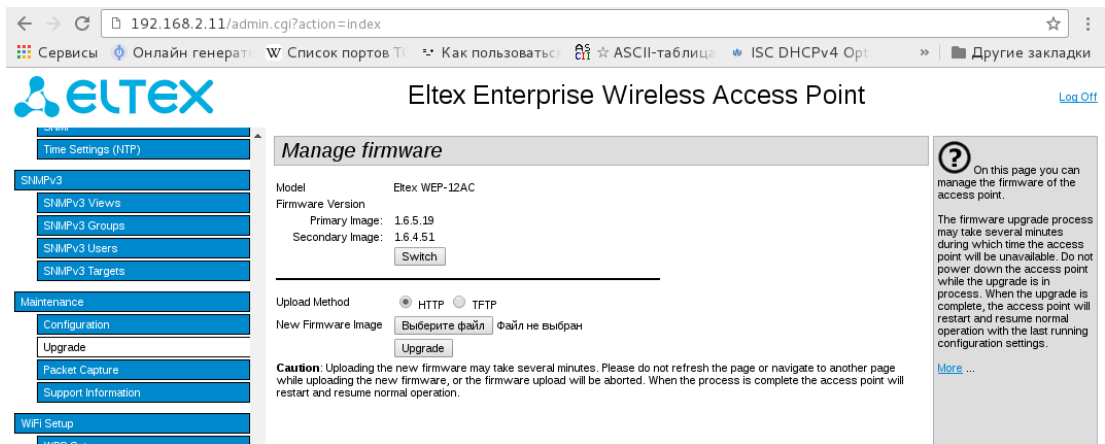 192.168.2.11/admin.cgi?action=index
Сервисы Онлайн генерато Список портов TC Как пользоваться ASCII-таблица ISC DHCPv4 Opt » Другие закладки
ELTEX
Eltex Enterprise Wireless Access Point
Log Off
Time Settings (NTP)
SNMPv3
SNMPv3 Views
SNMPv3 Groups
SNMPv3 Users
SNMPv3 Targets
Maintenance
Configuration
Upgrade
Packet Capture
Support Information
WiFi Setup
Manage firmware
Model Eltex WEP-12AC
Firmware Version
Primary Image: 1.6.5.19
Secondary Image: 1.6.4.51
Switch
Upload Method HTTP TFTP
New Firmware Image Выберите файл Файл не выбран
Upgrade
Caution: Uploading the new firmware may take several minutes. Please do not refresh the page or navigate to another page
while uploading the new firmware, or the firmware upload will be aborted. When the process is complete the access point will
restart and resume normal operation.
On this page you can
manage the firmware of the
access point.
The firmware upgrade process
may take several minutes
during which time the access
point will be unavailable. Do not
power down the access point
while the upgrade is in
process. When the upgrade is
complete, the access point will
restart and resume normal
operation with the last running
configuration settings.
More ...